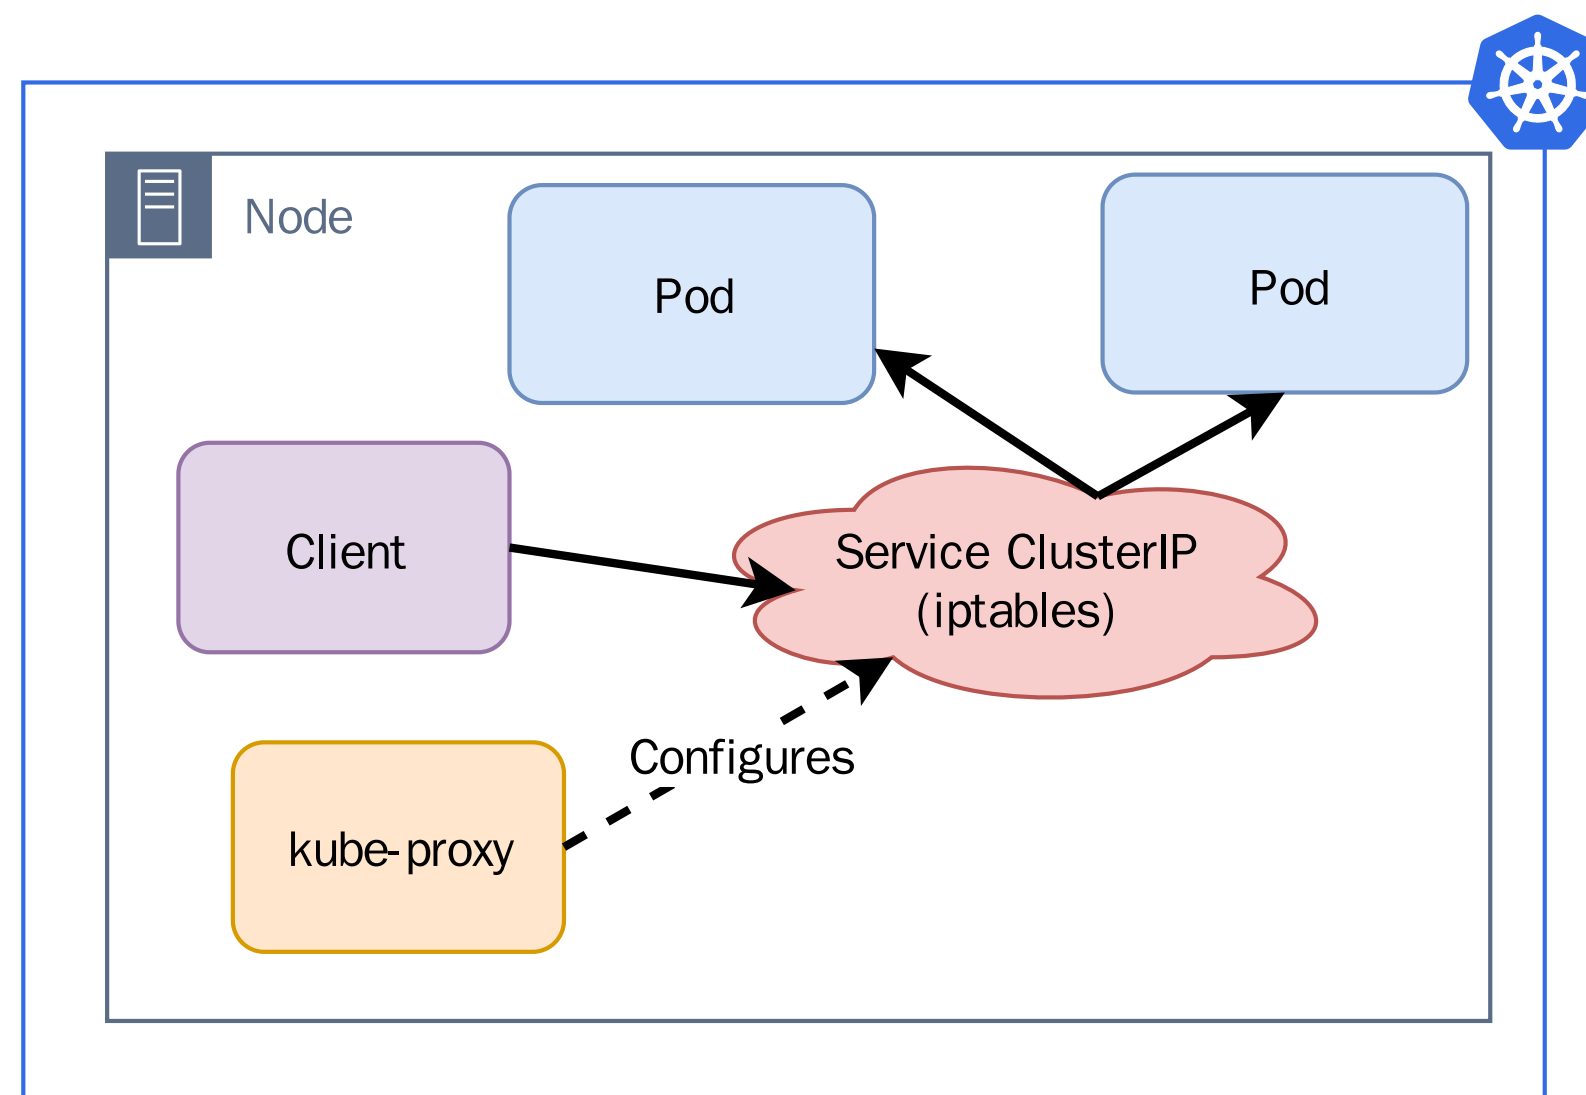 Node
Pod
Pod
Client
Service ClusterIP
(iptables)
Configures
kube-proxy